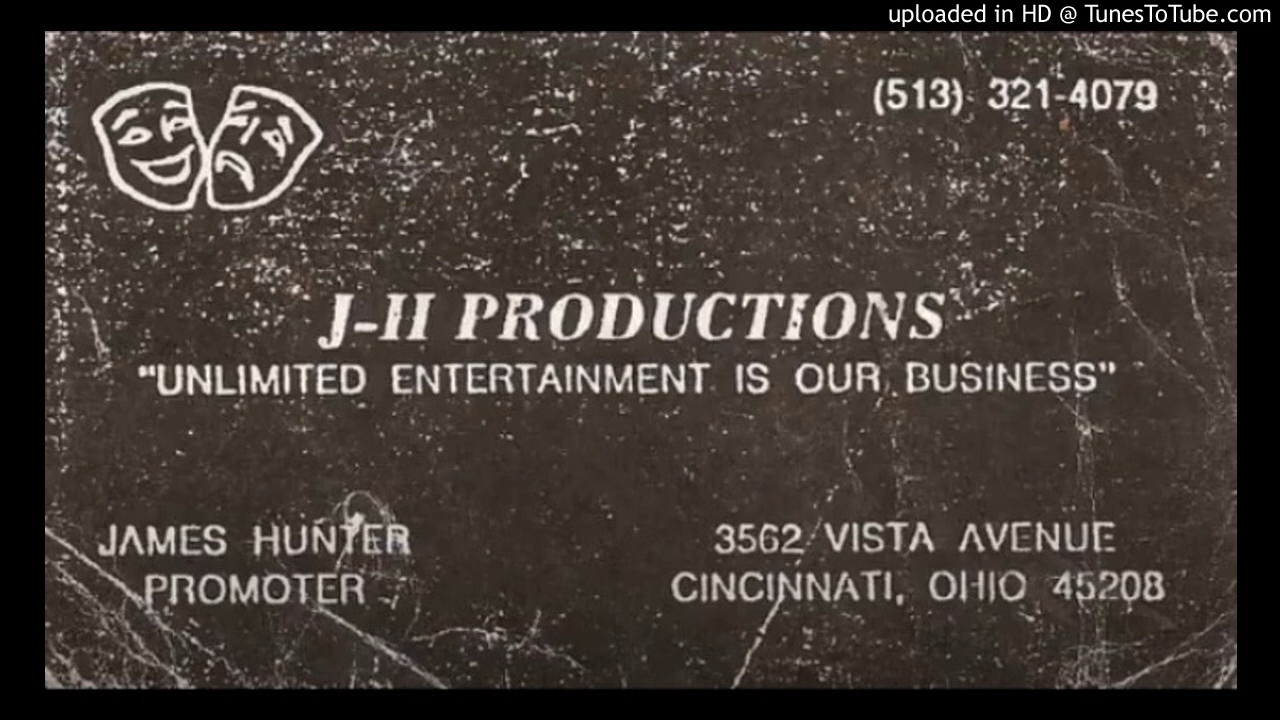 uploaded in HD @ TunesToTube.com
(513) 321-4079
J-H PRODUCTIONS
"UNLIMITED ENTERTAINMENT IS OUR BUSINESS"
JAMES HUNTER
PROMOTER
3562 VISTA AVENUE
CINCINNATI, OHIO 45208